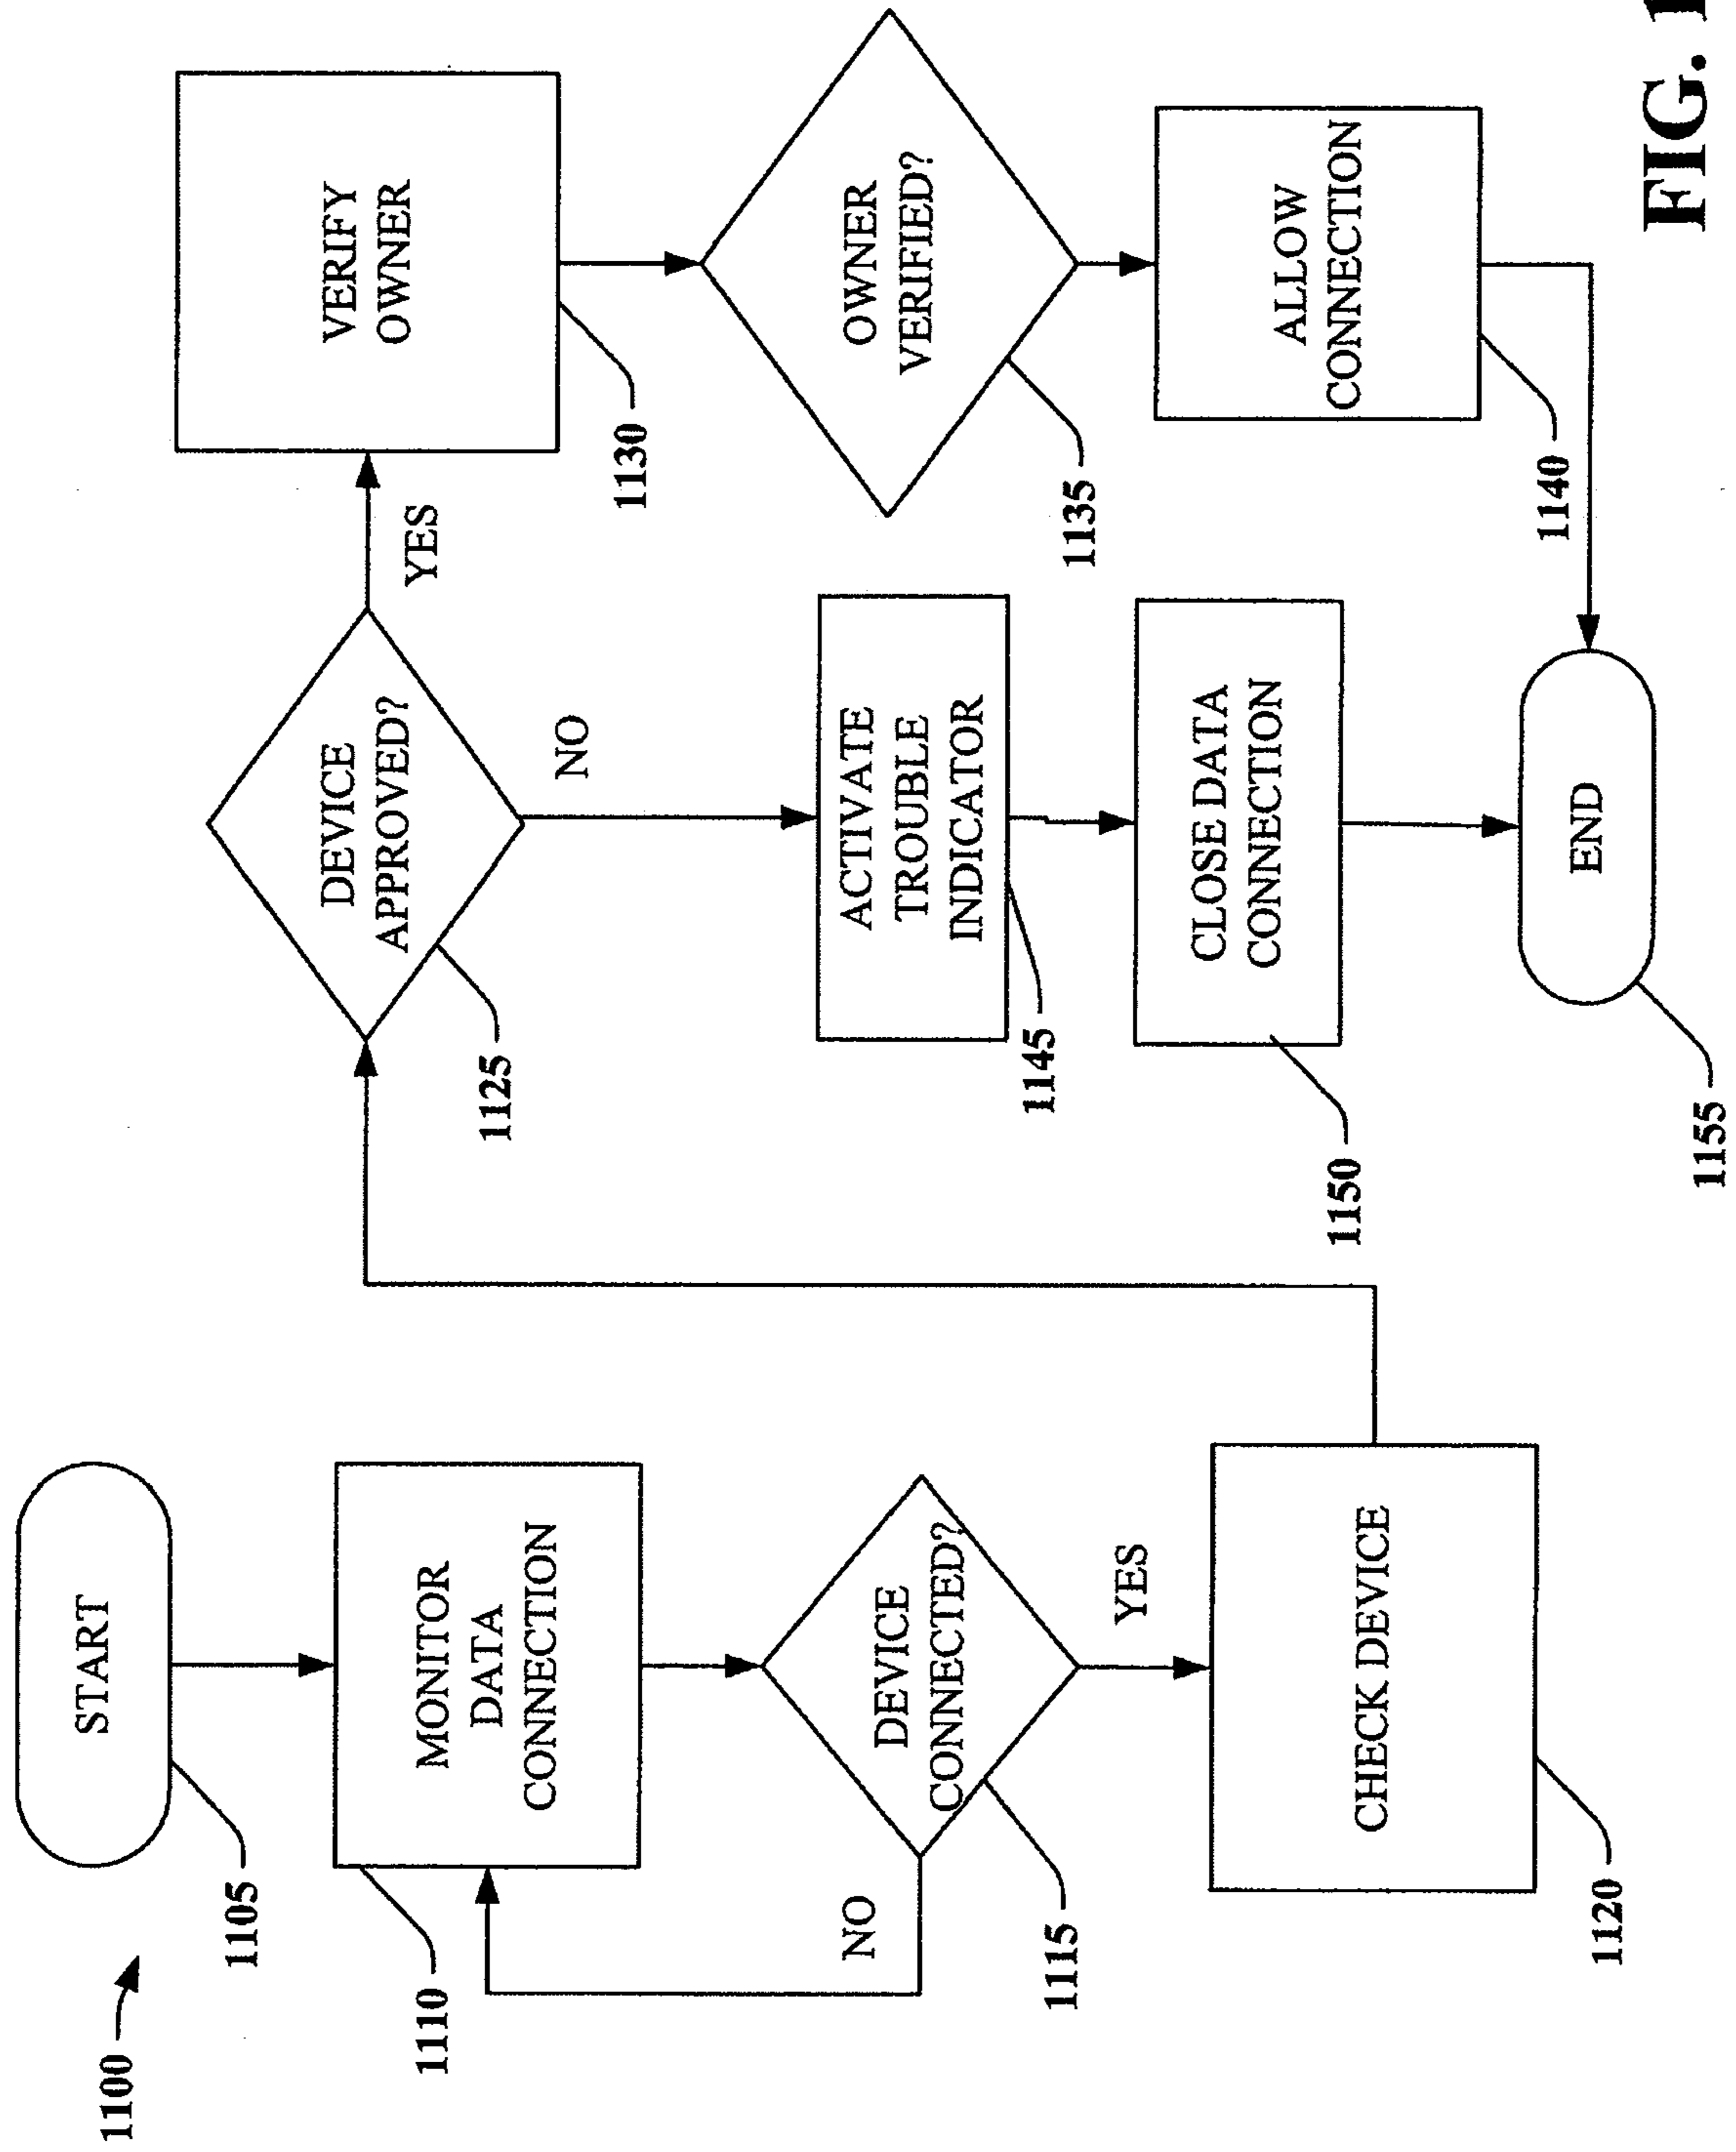 1100
START
1105
MONITOR
DATA
CONNECTION
1110
DEVICE
CONNECTED?
NO
YES
1115
CHECK DEVICE
1120
DEVICE
APPROVED?
YES
NO
1125
VERIFY
OWNER
1130
OWNER
VERIFIED?
1135
ALLOW
CONNECTION
1140
ACTIVATE
TROUBLE
INDICATOR
1145
CLOSE DATA
CONNECTION
1150
END
1155
FIG. 1